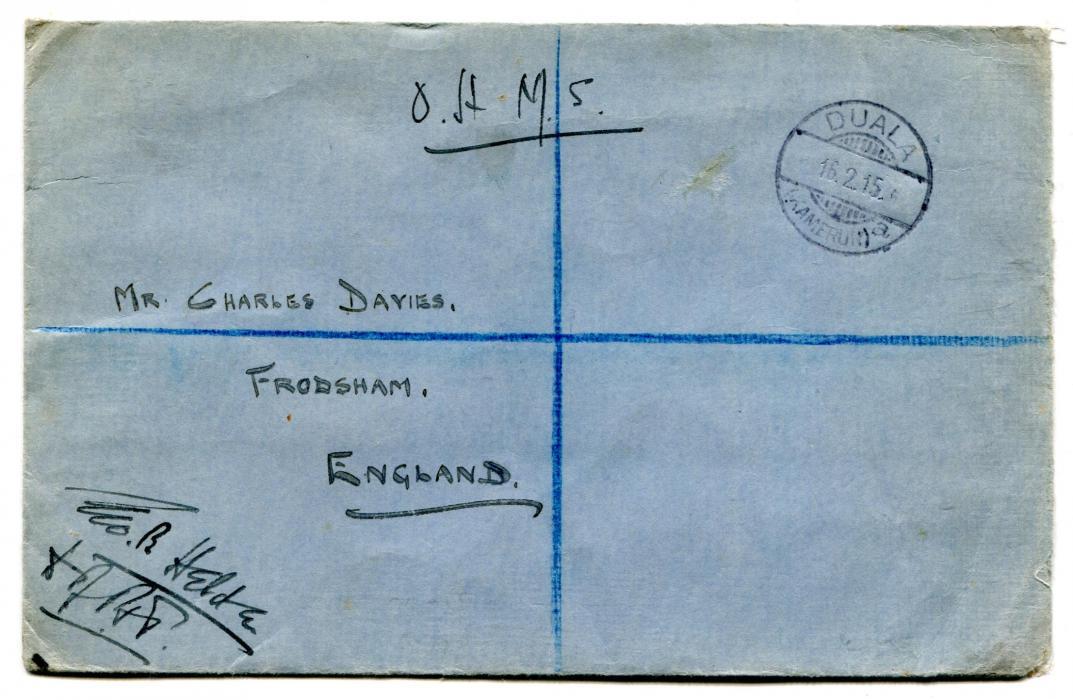 O. H. M. S.
DUALA
16.2.15.
(KAMERUN) a
MR. CHARLES DAVIES.
FRODSHAM.
ENGLAND.